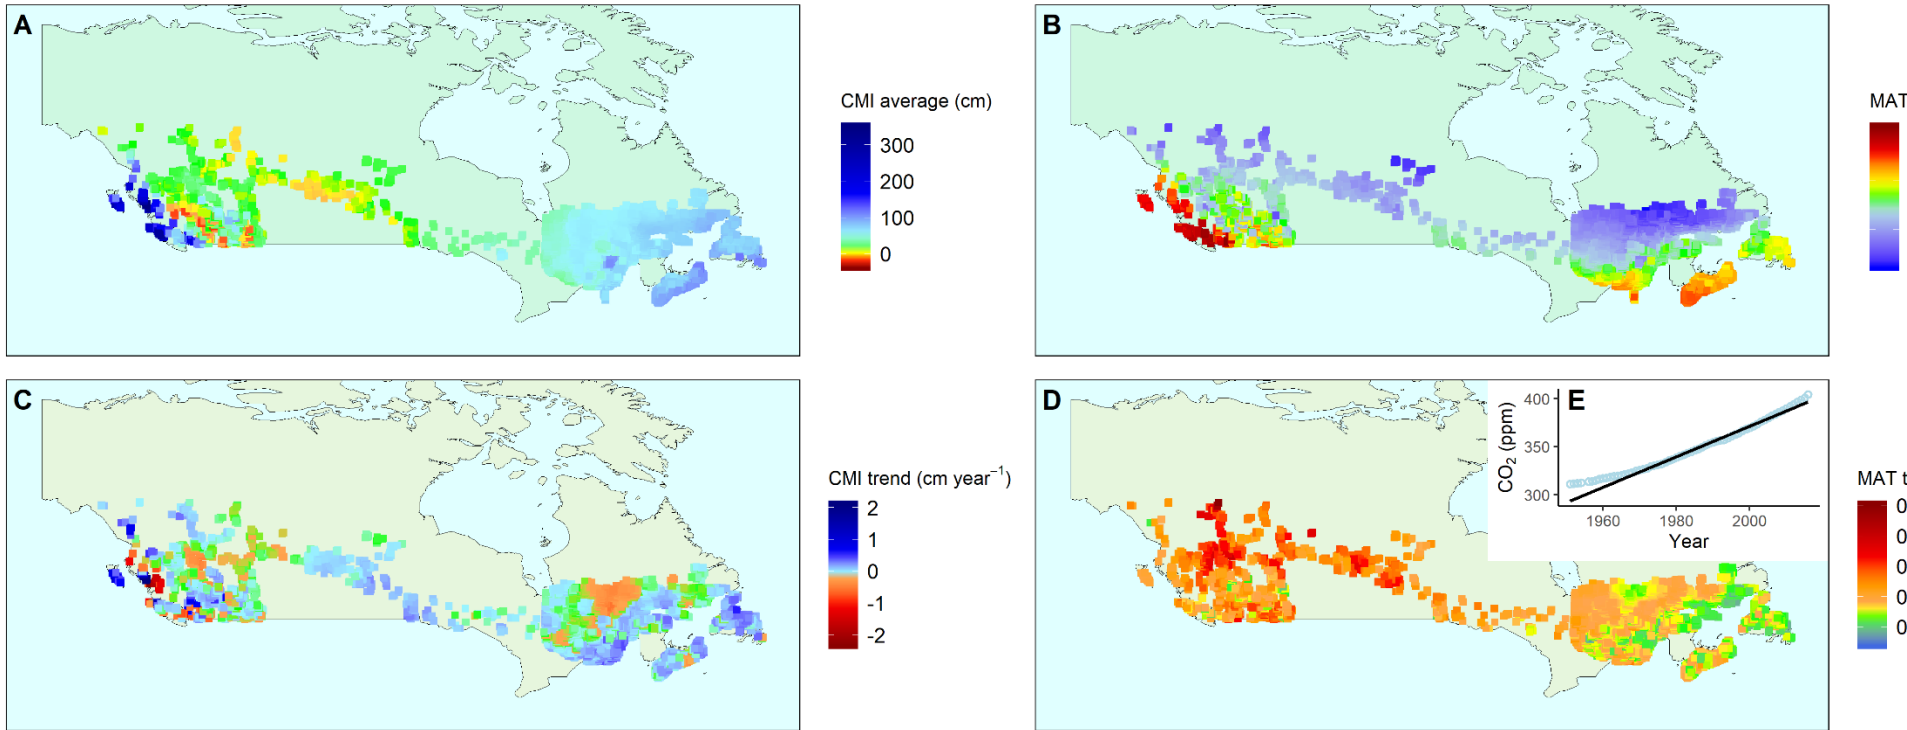 A
CMI average (cm)
300
200
100
0
B
MAT
C
CMI trend (cm year⁻¹)
2
1
0
-1
-2
D
E
CO₂ (ppm)
400
350
300
1960
1980
2000
Year
MAT t
0
0
0
0
0